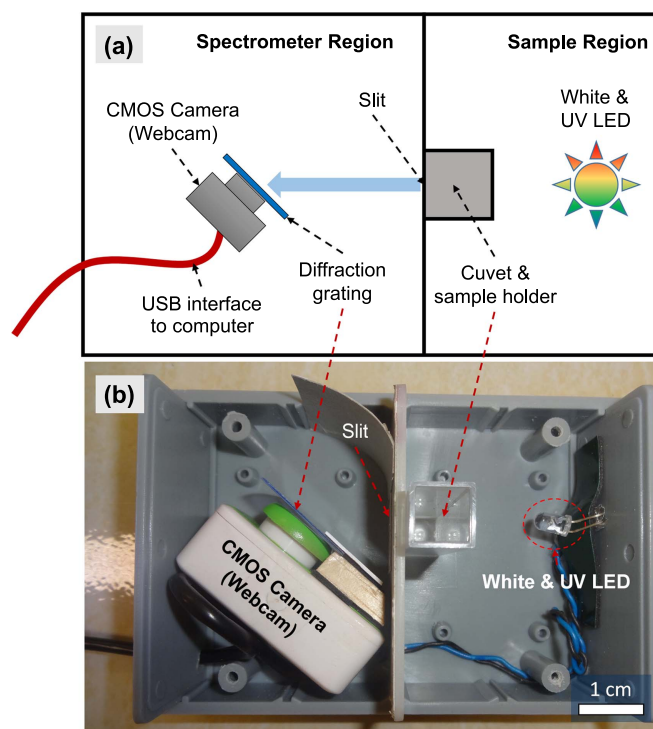 (a)
Spectrometer Region
Sample Region
CMOS Camera
(Webcam)
Slit
White &
UV LED
Diffraction
grating
Cuvet &
sample holder
USB interface
to computer
(b)
Slit
CMOS Camera
(Webcam)
White & UV LED
1 cm